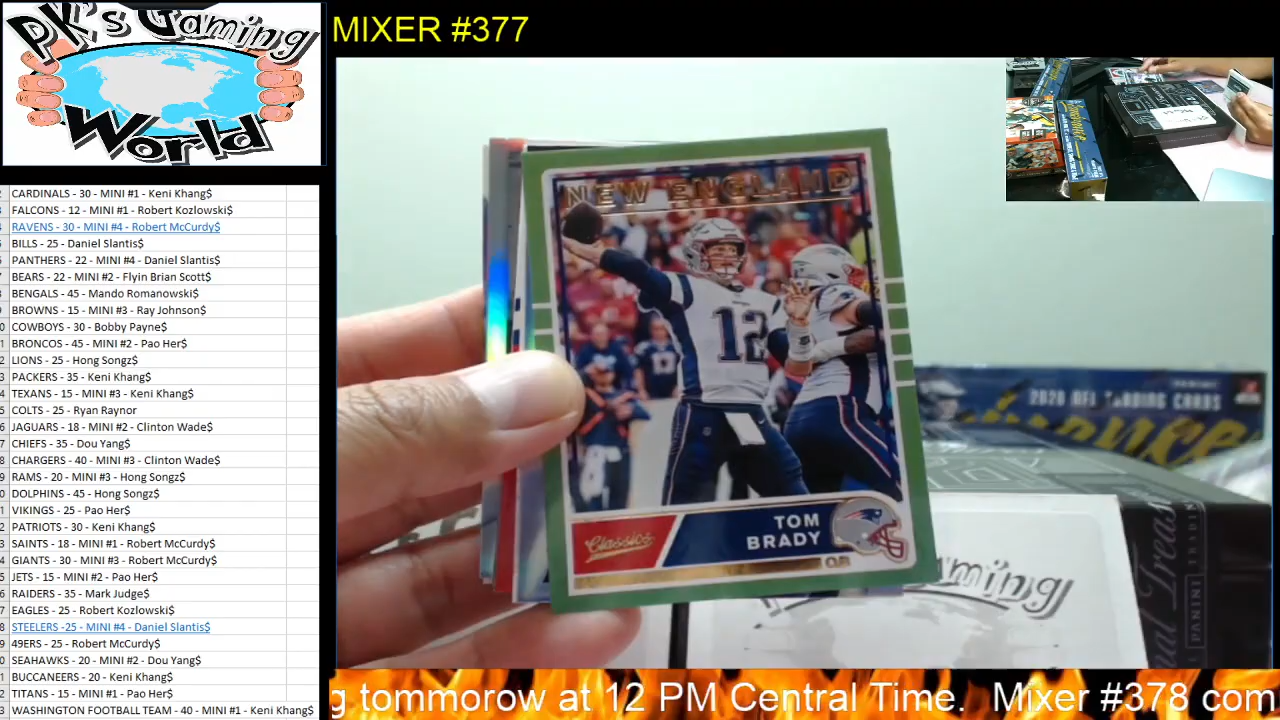 PK's Gaming
World
MIXER #377
CARDINALS - 30 - MINI #1 - Keni Khang$
FALCONS - 12 - MINI #1 - Robert Kozlowski$
RAVENS - 30 - MINI #4 - Robert McCurdy$
BILLS - 25 - Daniel Slantis$
PANTHERS - 22 - MINI #4 - Daniel Slantis$
BEARS - 22 - MINI #2 - Flyin Brian Scott$
BENGALS - 45 - Mando Romanowski$
BROWNS - 15 - MINI #3 - Ray Johnson$
COWBOYS - 30 - Bobby Payne$
BRONCOS - 45 - MINI #2 - Pao Her$
LIONS - 25 - Hong Songz$
PACKERS - 35 - Keni Khang$
TEXANS - 15 - MINI #3 - Keni Khang$
COLTS - 25 - Ryan Raynor
JAGUARS - 18 - MINI #2 - Clinton Wade$
CHIEFS - 35 - Dou Yang$
CHARGERS - 40 - MINI #3 - Clinton Wade$
RAMS - 20 - MINI #3 - Hong Songz$
DOLPHINS - 45 - Hong Songz$
VIKINGS - 25 - Pao Her$
PATRIOTS - 30 - Keni Khang$
SAINTS - 18 - MINI #1 - Robert McCurdy$
GIANTS - 30 - MINI #3 - Robert McCurdy$
JETS - 15 - MINI #2 - Pao Her$
RAIDERS - 35 - Mark Judge$
EAGLES - 25 - Robert Kozlowski$
STEELERS -25 - MINI #4 - Daniel Slantis$
49ERS - 25 - Robert McCurdy$
SEAHAWKS - 20 - MINI #2 - Dou Yang$
BUCCANEERS - 20 - Keni Khang$
TITANS - 15 - MINI #1 - Pao Her$
WASHINGTON FOOTBALL TEAM - 40 - MINI #1 - Keni Khang$
NEW ENGLAND
12
Classics
TOM
BRADY
QB
2020 NFL TRADING CARDS
PANINI
g tommorow at 12 PM Central Time. Mixer #378 com